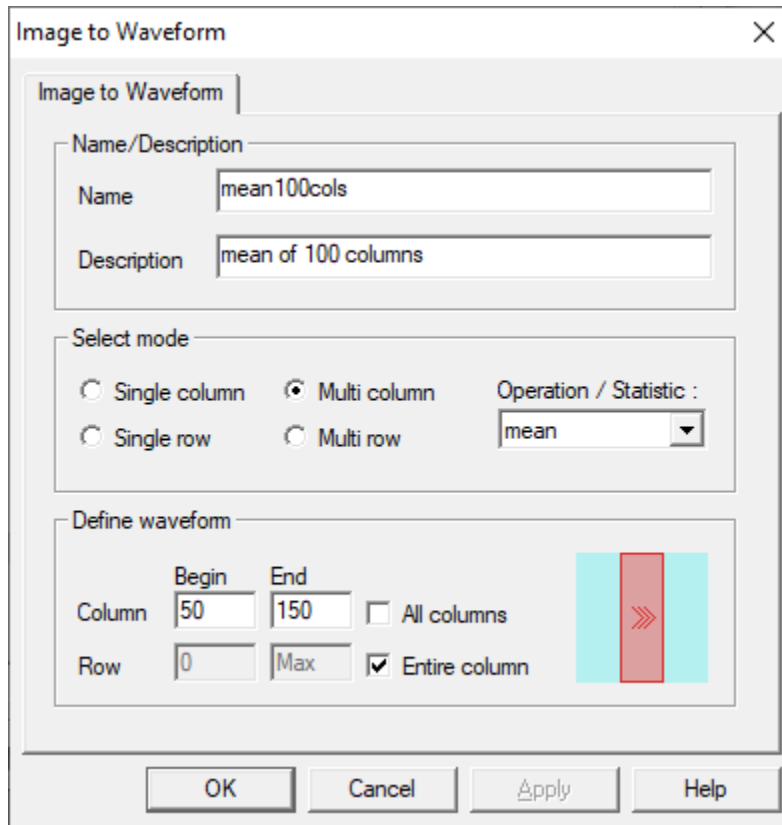 Image to Waveform
Image to Waveform
Name/Description
Name mean100cols
Description mean of 100 columns
Select mode
Single column Multi column Operation / Statistic :
Single row Multi row mean
Define waveform
Begin End
Column 50 150 All columns
Row 0 Max Entire column
OK Cancel Apply Help